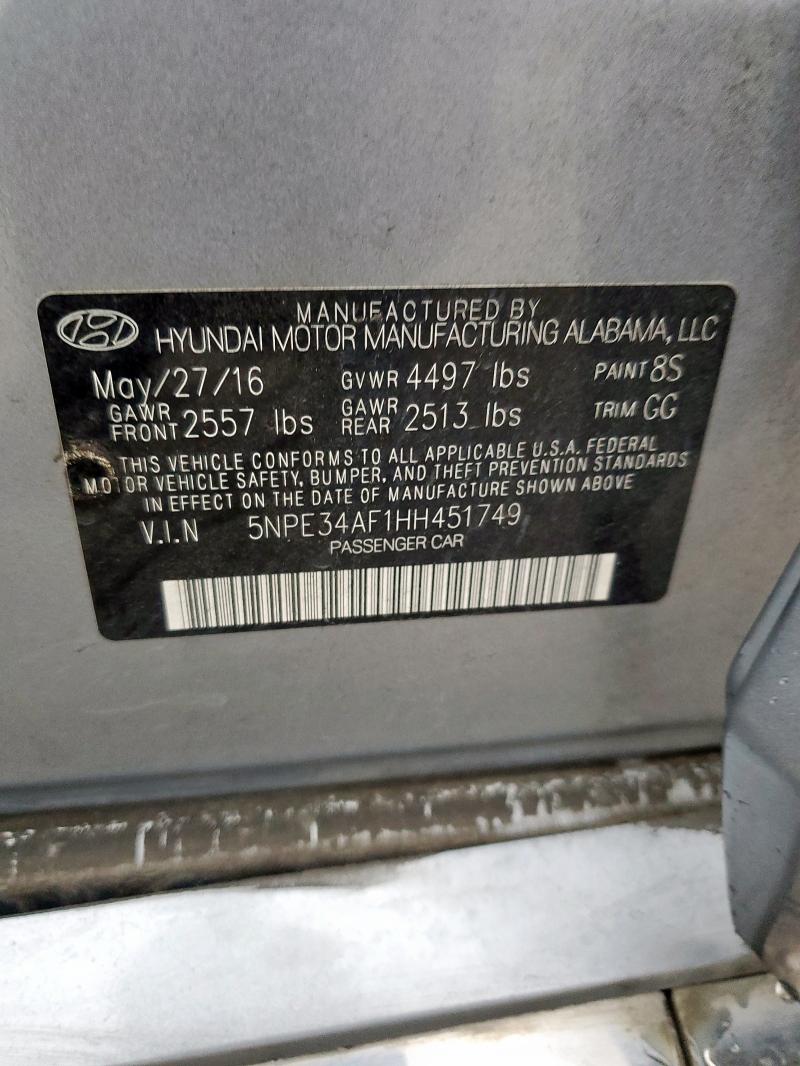 MANUFACTURED BY
HYUNDAI MOTOR MANUFACTURING ALABAMA, LLC
May/27/16 GVWR 4497 lbs PAINT 8S
GAWR FRONT 2557 lbs GAWR REAR 2513 lbs TRIM GG
THIS VEHICLE CONFORMS TO ALL APPLICABLE U.S.A. FEDERAL
MOTOR VEHICLE SAFETY, BUMPER, AND THEFT PREVENTION STANDARDS
IN EFFECT ON THE DATE OF MANUFACTURE SHOWN ABOVE
V.I.N 5NPE34AF1HH451749
PASSENGER CAR